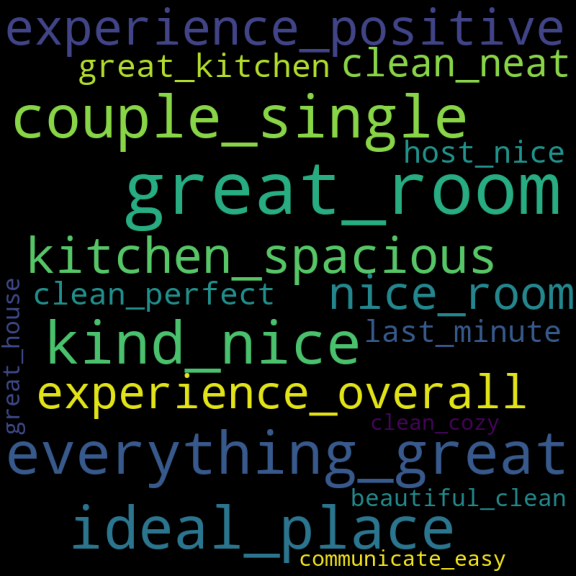 experience_positive
great_kitchen
clean_neat
couple_single
host_nice
great_room
kitchen_spacious
clean_perfect
nice_room
great_house
kind_nice
last_minute
experience_overall
clean_cozy
everything_great
beautiful_clean
ideal_place
communicate_easy